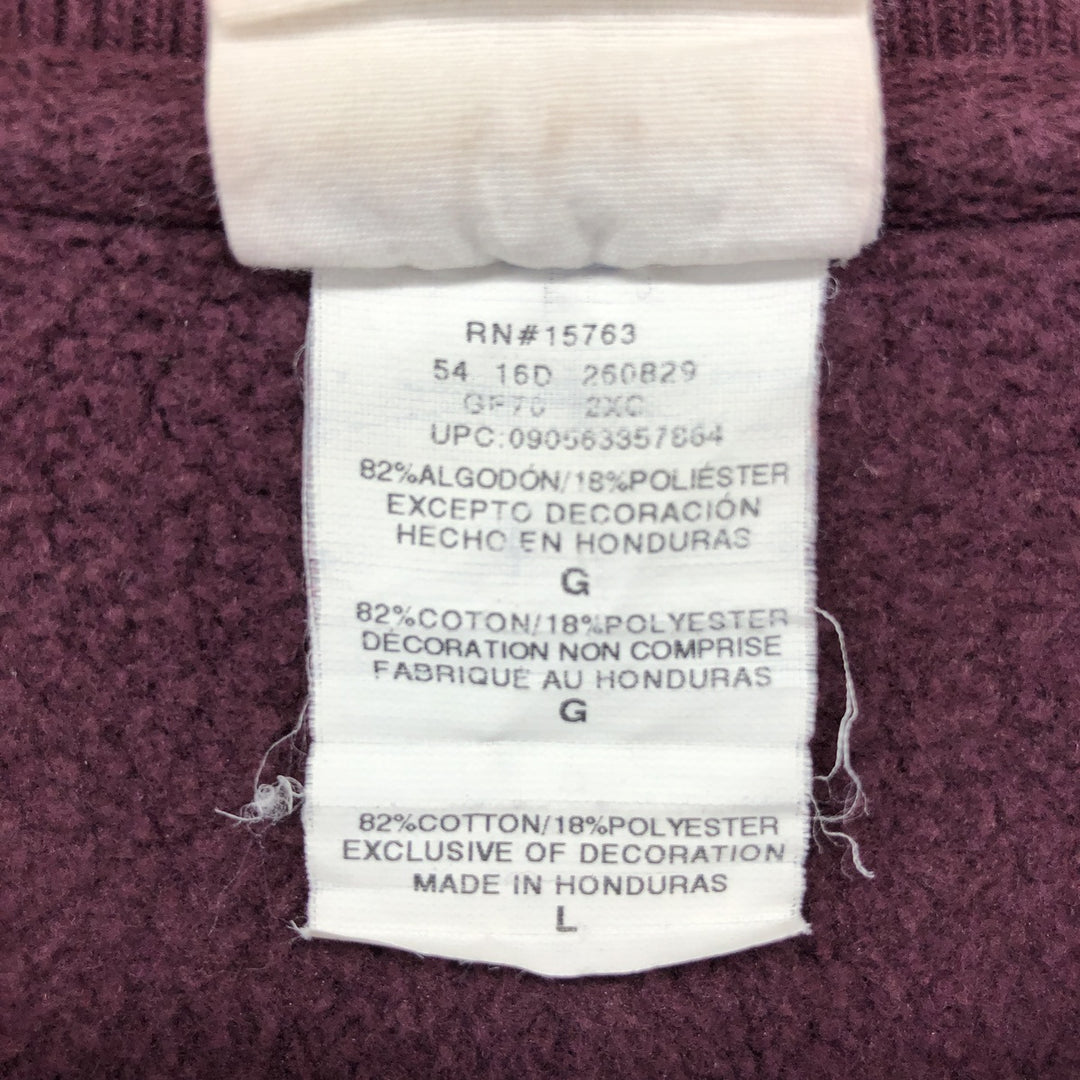 RN#15763
54 16D 260829
2XC
UPC:090563357864
82%ALGODÓN/18%POLIÉSTER
EXCEPTO DECORACIÓN
HECHO EN HONDURAS
G
82%COTON/18%POLYESTER
DÉCORATION NON COMPRISE
FABRIQUÉ AU HONDURAS
G
82%COTTON/18%POLYESTER
EXCLUSIVE OF DECORATION
MADE IN HONDURAS
L